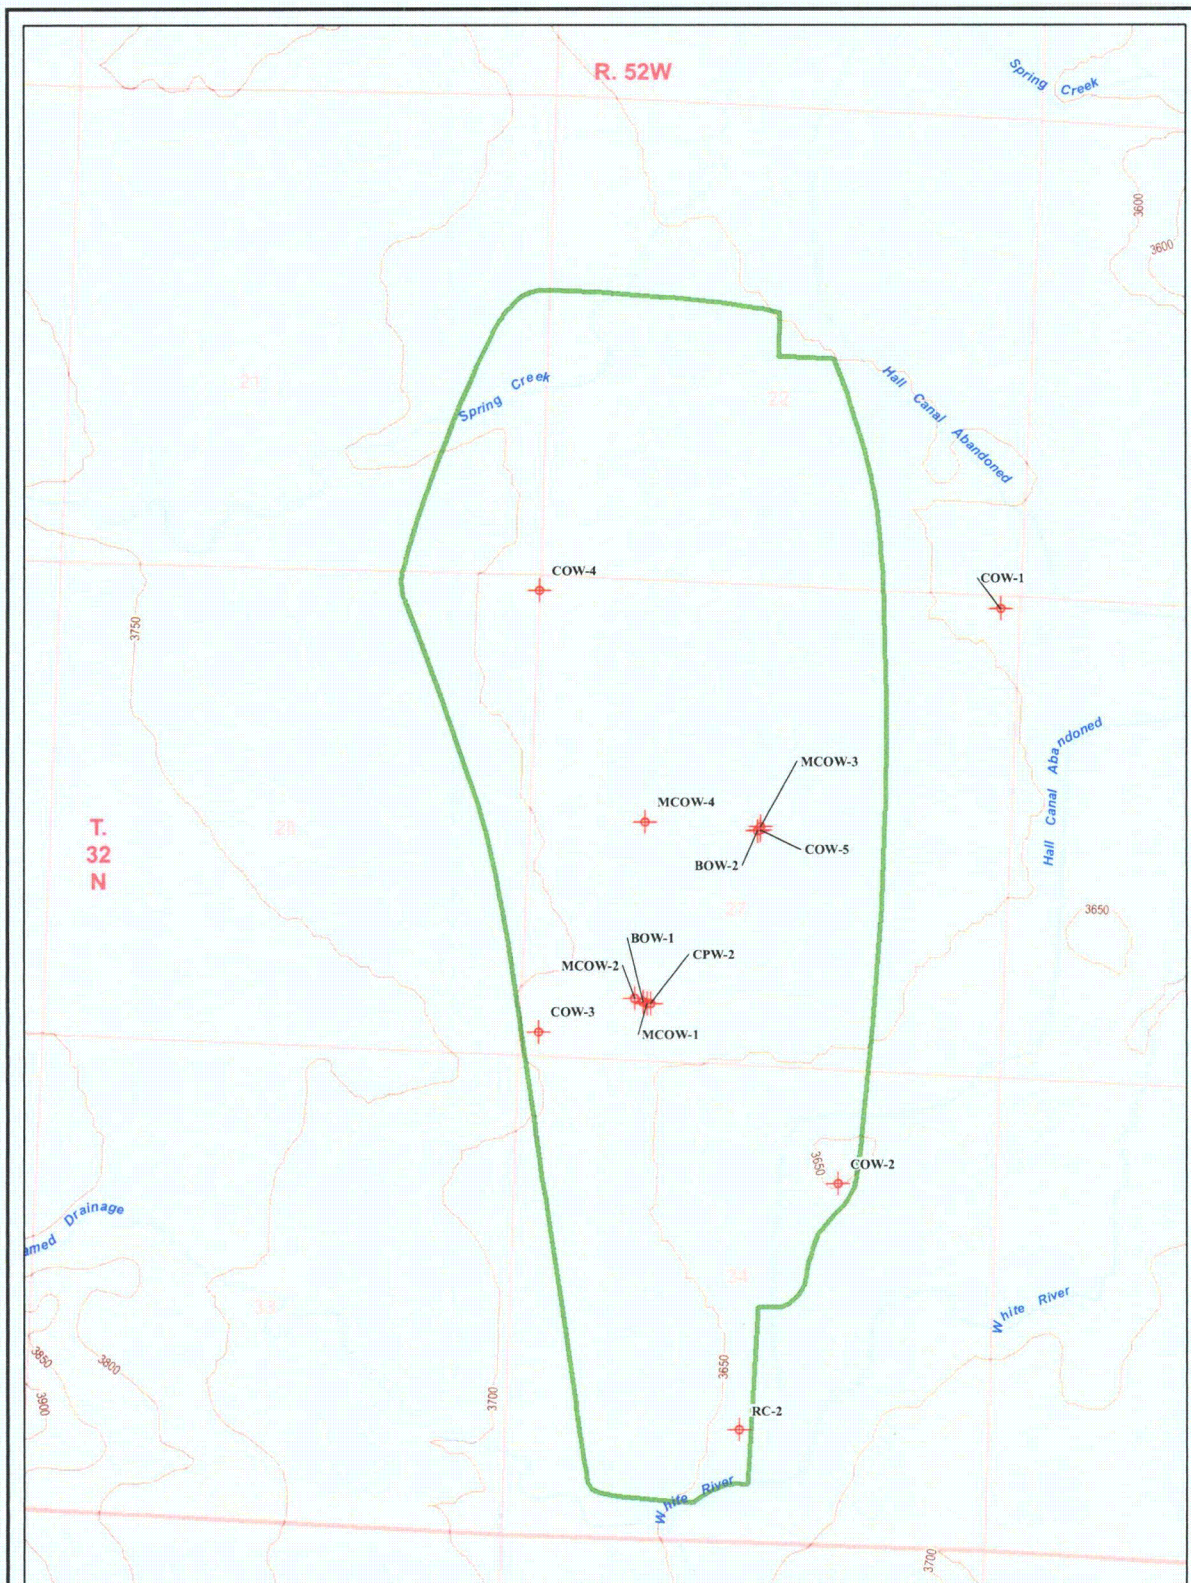 R. 52W
Spring Creek
3600
3600
21
Spring Creek
22
Hall Canal Abandoned
COW-4
COW-1
3750
Hall Canal Abandoned
MCOW-3
MCOW-4
T.
32
N
28
COW-5
BOW-2
27
3650
BOW-1
CPW-2
MCOW-2
COW-3
MCOW-1
3650
COW-2
amed Drainage
34
33
White River
3850
3800
3900
3700
3650
RC-2
White River
3700